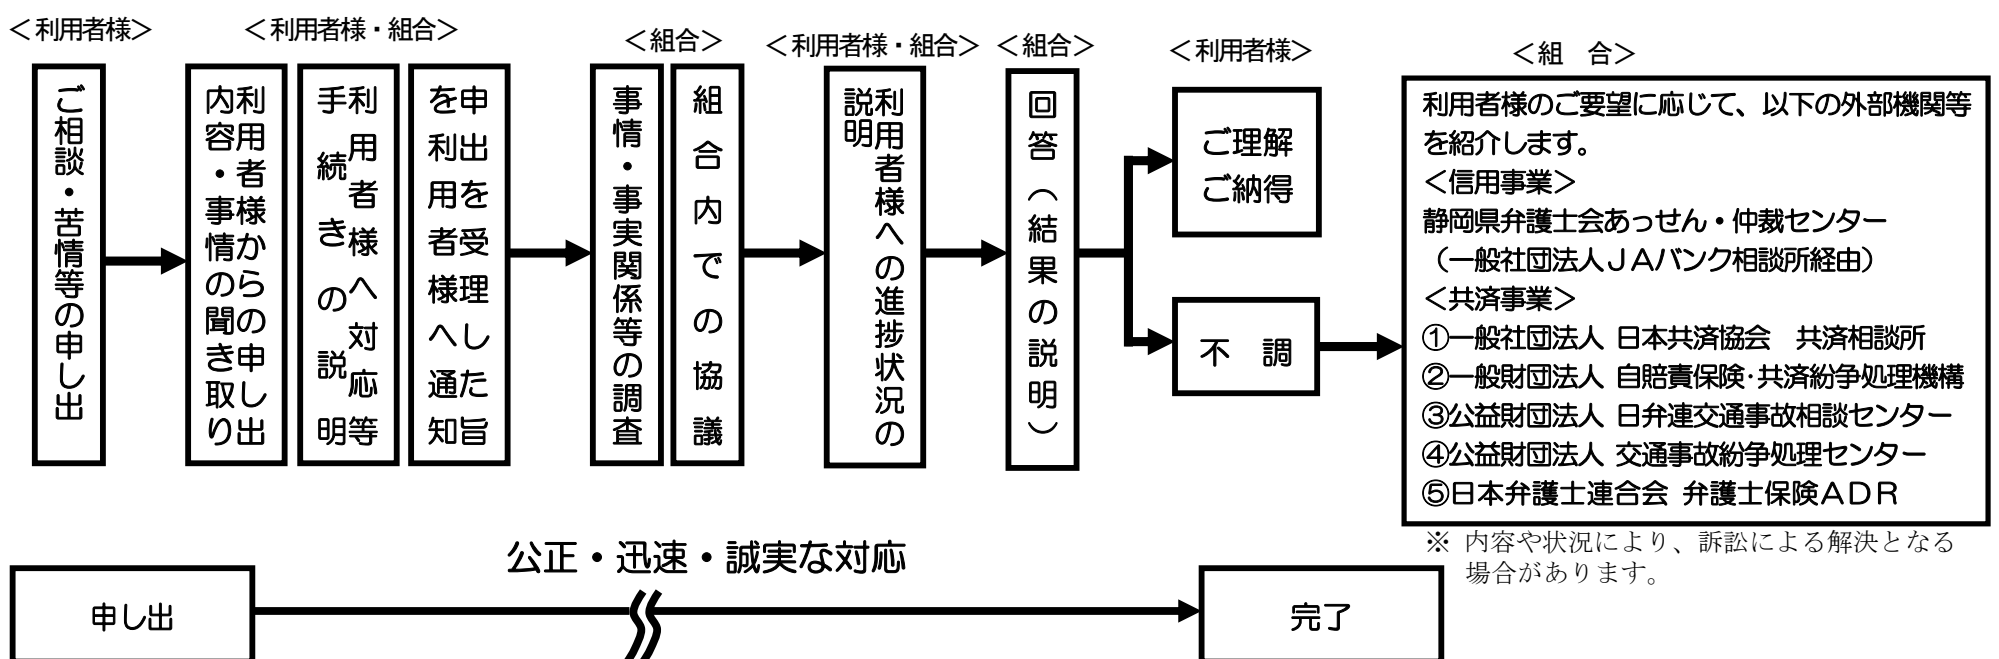 ＜利用者様＞
ご相談・苦情等の申し出
＜利用者様・組合＞
利用者様からの申し出
内容・事情の聞き取り
利用者様へ対応等
手続きの説明
申出を受理した旨
を利用者様へ通知
＜組合＞
事情・事実関係等の調査
組合内での協議
＜利用者様・組合＞
利用者様への進捗状況の
説明
＜組合＞
回答（結果の説明）
＜利用者様＞
ご理解
ご納得
不　調
＜組　合＞
利用者様のご要望に応じて、以下の外部機関等
を紹介します。
＜信用事業＞
静岡県弁護士会あっせん・仲裁センター
（一般社団法人ＪＡバンク相談所経由）
＜共済事業＞
①一般社団法人 日本共済協会　共済相談所
②一般財団法人 自賠責保険･共済紛争処理機構
③公益財団法人 日弁連交通事故相談センター
④公益財団法人 交通事故紛争処理センター
⑤日本弁護士連合会 弁護士保険ＡＤＲ
※ 内容や状況により、訴訟による解決となる
場合があります。
公正・迅速・誠実な対応
申し出
完了